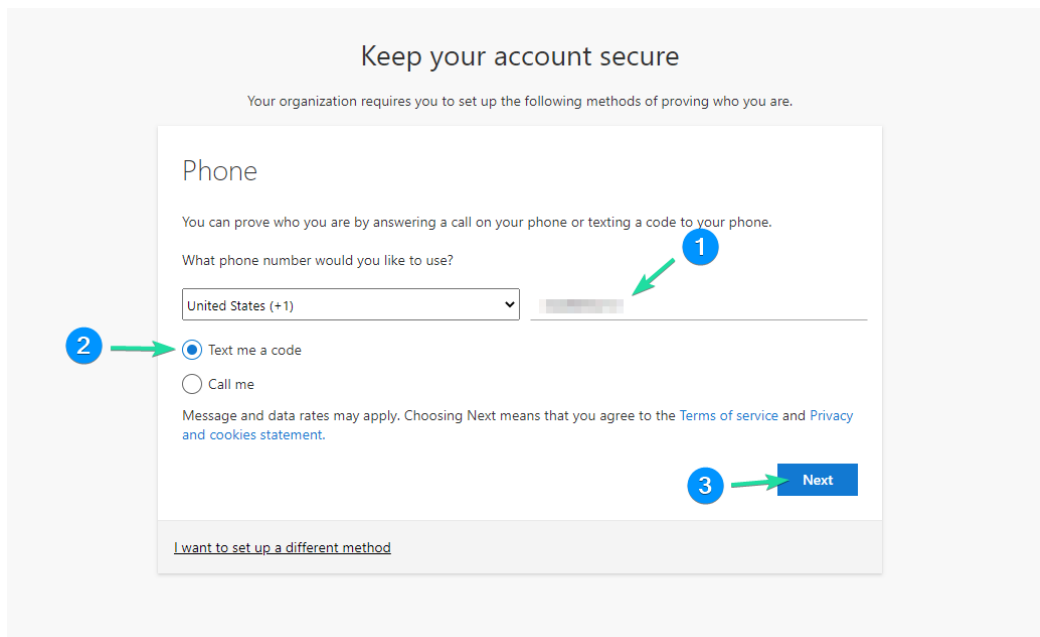 Keep your account secure
Your organization requires you to set up the following methods of proving who you are.
Phone
You can prove who you are by answering a call on your phone or texting a code to your phone.
1
What phone number would you like to use?
United States (+1)
2
Text me a code
Call me
Message and data rates may apply. Choosing Next means that you agree to the Terms of service and Privacy
and cookies statement.
3
Next
I want to set up a different method